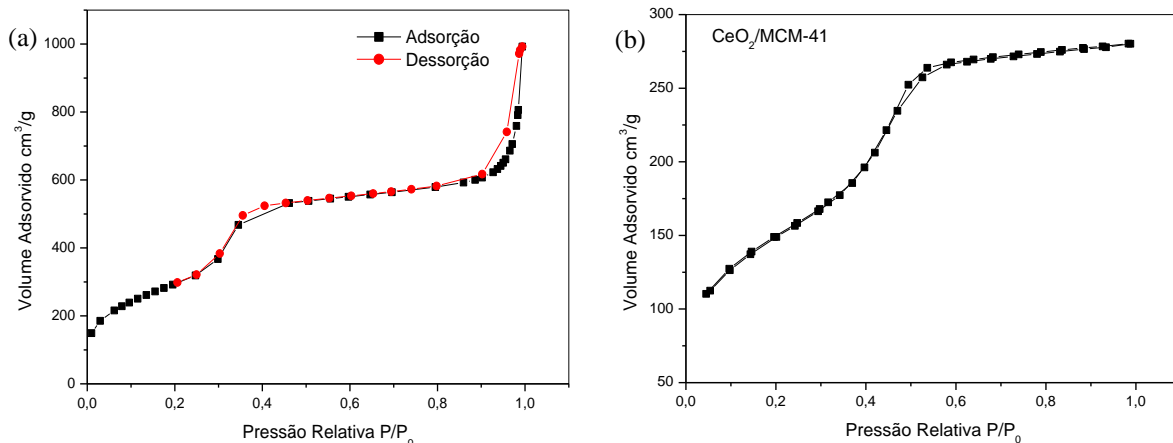 (a)
Adsorção
Dessorção
Volume Adsorvido cm³/g
1000
800
600
400
200
0
0,0 0,2 0,4 0,6 0,8 1,0
Pressão Relativa P/P₀
(b)
CeO₂/MCM-41
Volume Adsorvido cm³/g
300
250
200
150
100
50
0,0 0,2 0,4 0,6 0,8 1,0
Pressão Relativa P/P₀